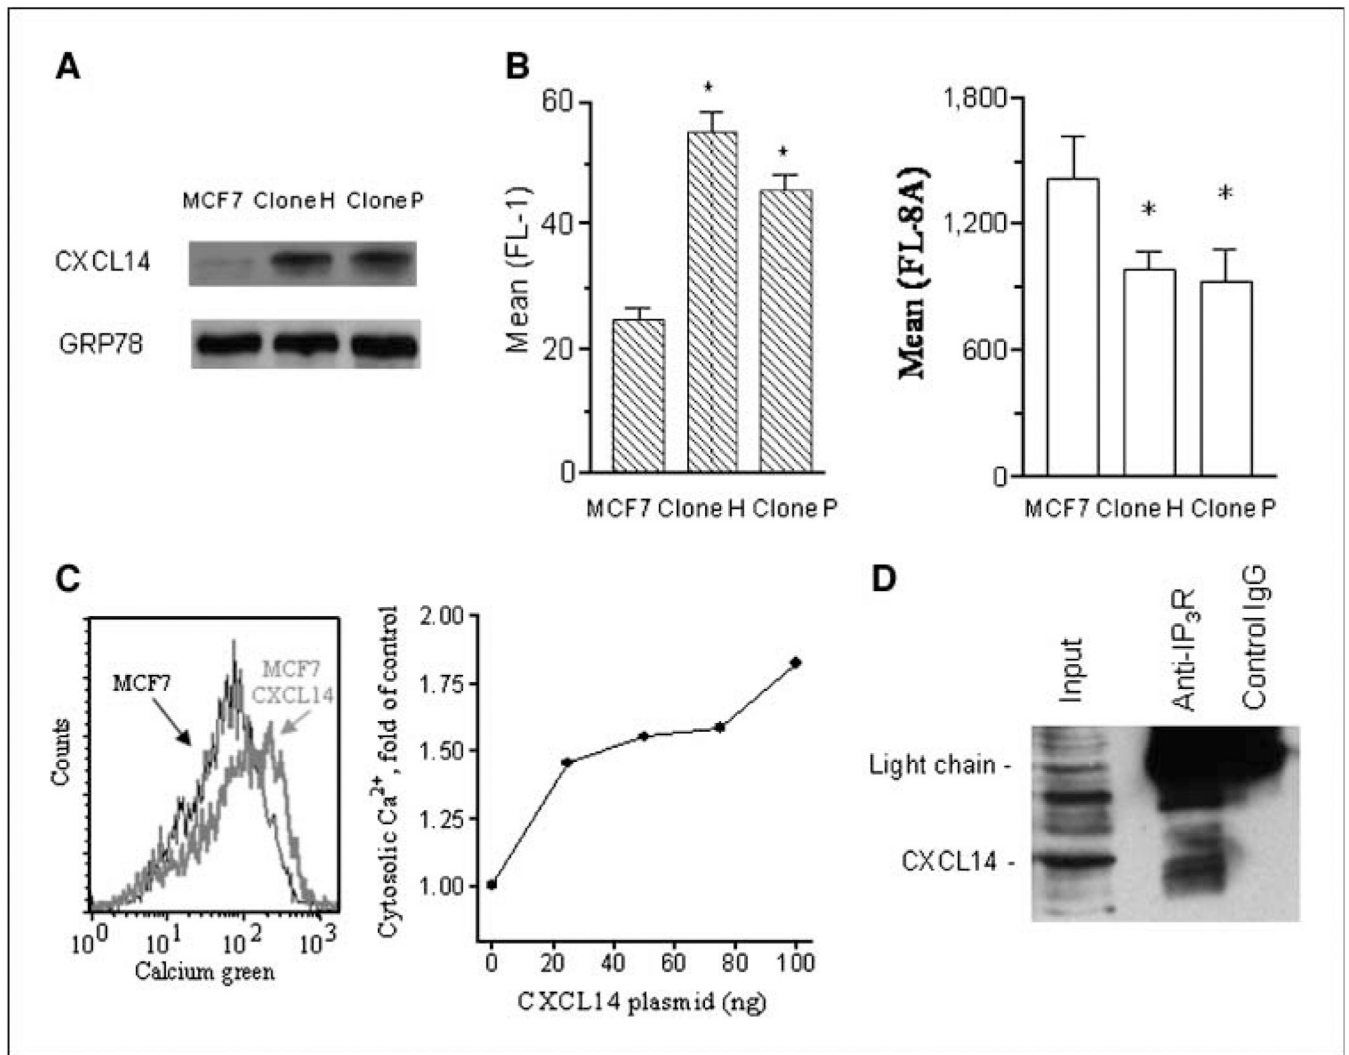 A
MCF7 Clone H Clone P
CXCL14
GRP78
B
Mean (FL-1)
60
40
20
0
*
*
MCF7 Clone H Clone P
Mean (FL-8A)
1,800
1,200
600
0
*
*
MCF7 Clone H Clone P
C
Counts
MCF7
MCF7
CXCL14
10^0 10^1 10^2 10^3
Calcium green
Cytosolic Ca2+, fold of control
2.00
1.75
1.50
1.25
1.00
0 20 40 60 80 100
CXCL14 plasmid (ng)
D
Input
Anti-IP3R
Control IgG
Light chain -
CXCL14 -